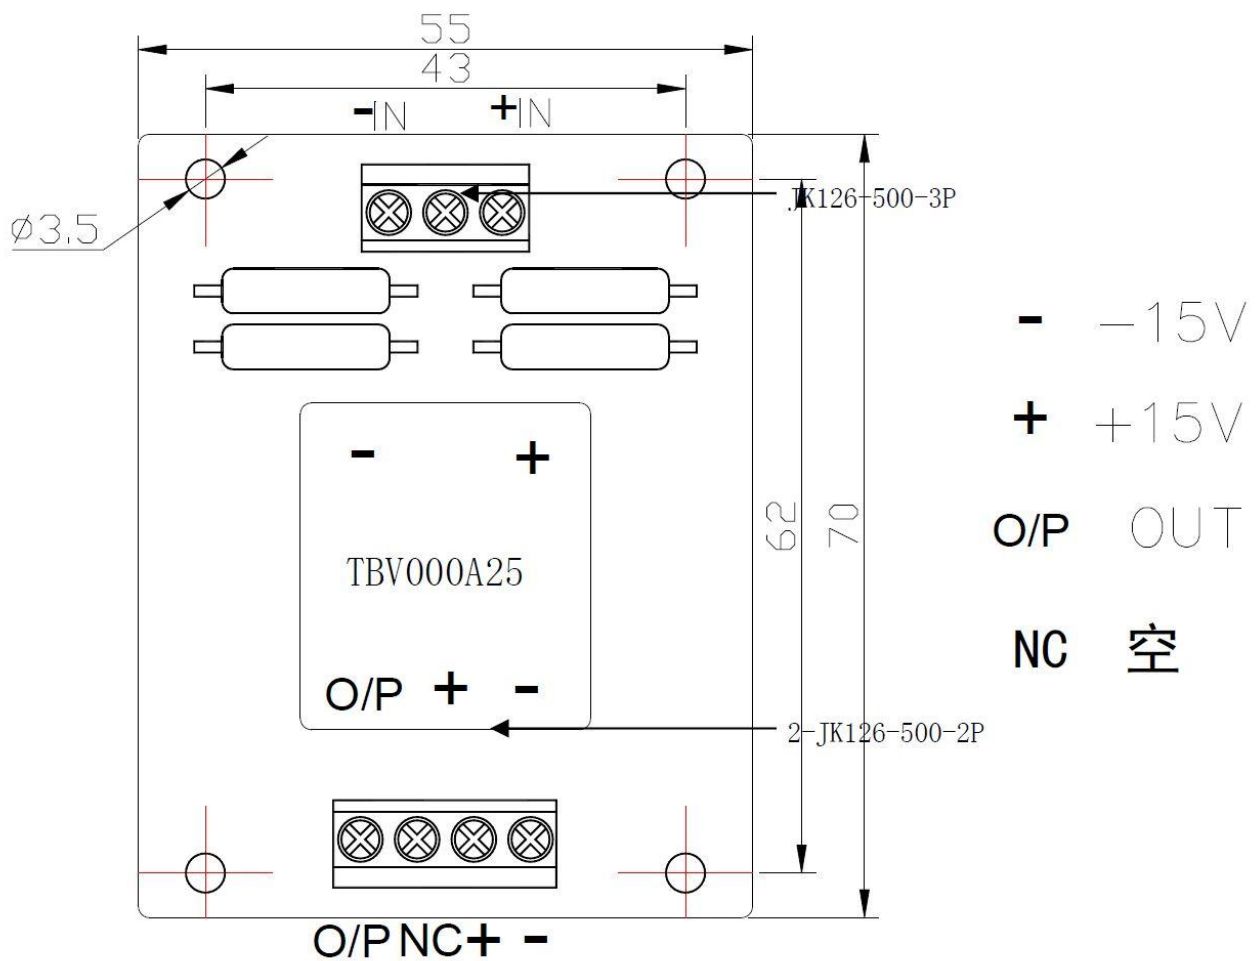 55
43
-IN +IN
JK126-500-3P
Ø3.5
- -15V
- +
+ +15V
62
70
O/P OUT
TBV000A25
NC 空
O/P + -
2-JK126-500-2P
O/P NC + -